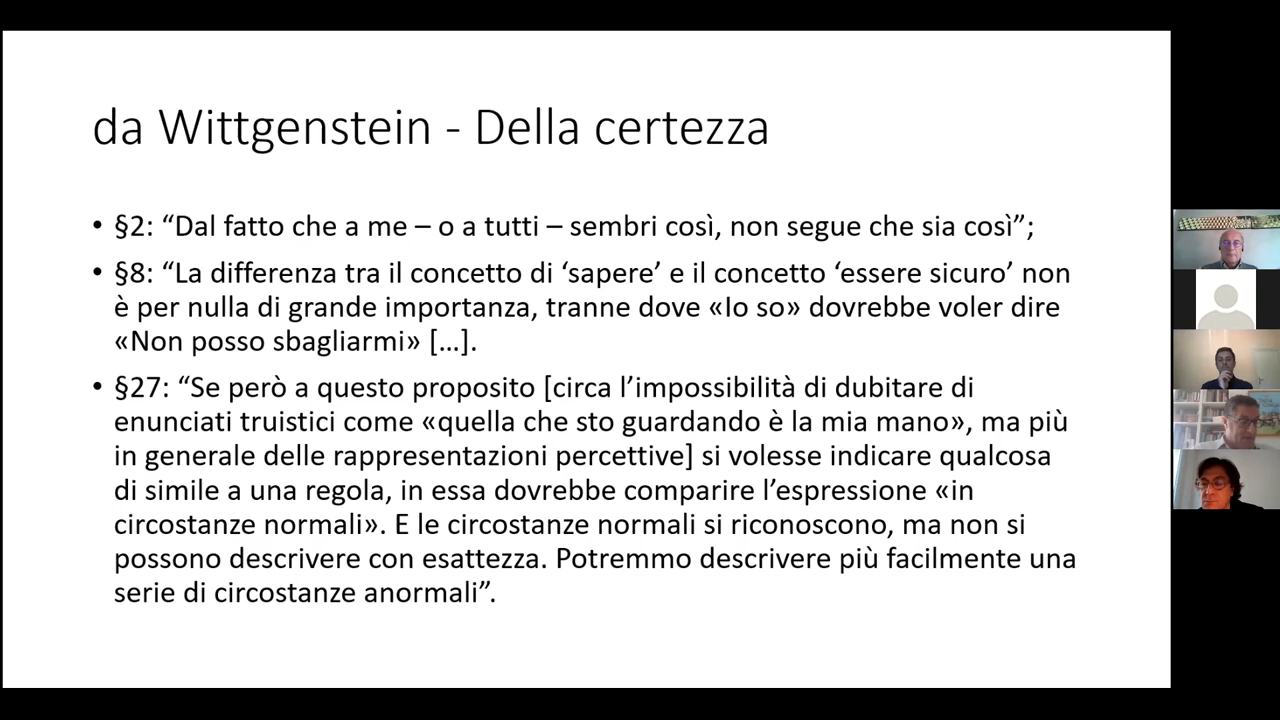 da Wittgenstein - Della certezza
• §2: “Dal fatto che a me – o a tutti – sembri così, non segue che sia così”;
• §8: “La differenza tra il concetto di ‘sapere’ e il concetto ‘essere sicuro’ non
è per nulla di grande importanza, tranne dove «Io so» dovrebbe voler dire
«Non posso sbagliarmi» […].
• §27: “Se però a questo proposito [circa l’impossibilità di dubitare di
enunciati truistici come «quella che sto guardando è la mia mano», ma più
in generale delle rappresentazioni percettive] si volesse indicare qualcosa
di simile a una regola, in essa dovrebbe comparire l’espressione «in
circostanze normali». E le circostanze normali si riconoscono, ma non si
possono descrivere con esattezza. Potremmo descrivere più facilmente una
serie di circostanze anormali”.